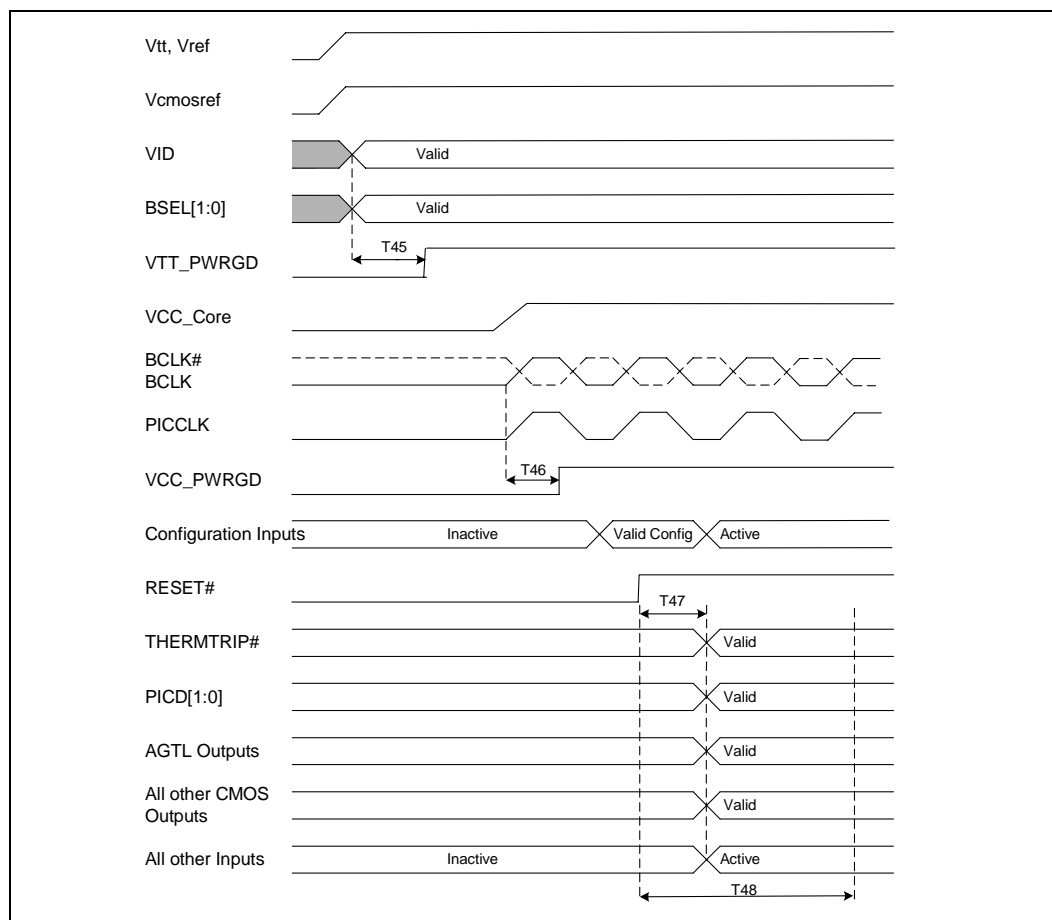 Vtt, Vref
Vcmosref
VID
Valid
BSEL[1:0]
Valid
T45
VTT_PWRGD
VCC_Core
BCLK#
BCLK
PICCLK
T46
VCC_PWRGD
Configuration Inputs
Inactive
Valid Config
Active
RESET#
T47
THERMTRIP#
Valid
PICD[1:0]
Valid
AGTL Outputs
Valid
All other CMOS
Outputs
Valid
All other Inputs
Inactive
Active
T48